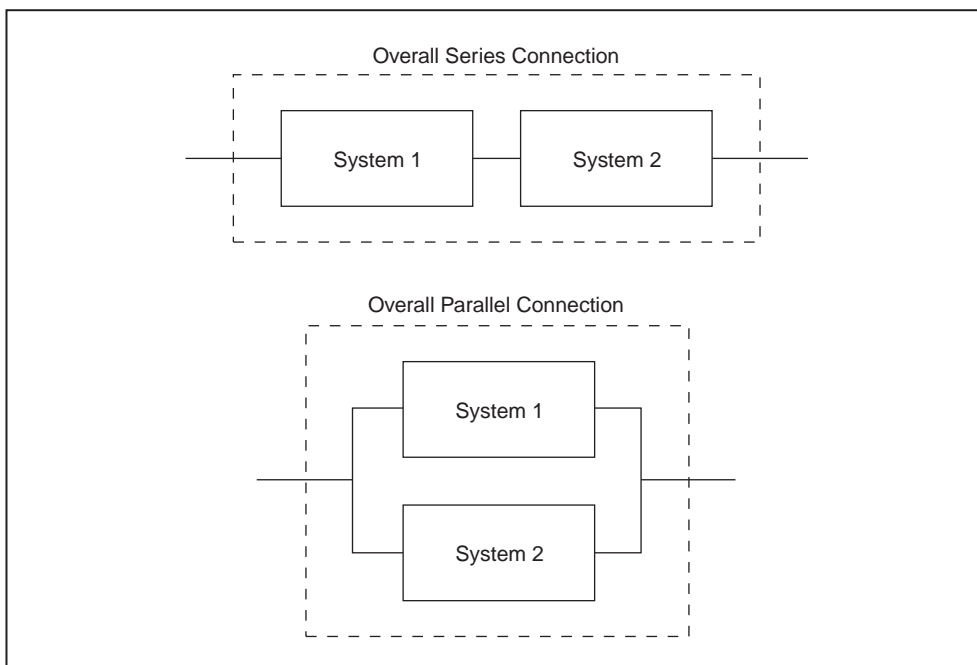 Overall Series Connection
System 1
System 2
Overall Parallel Connection
System 1
System 2